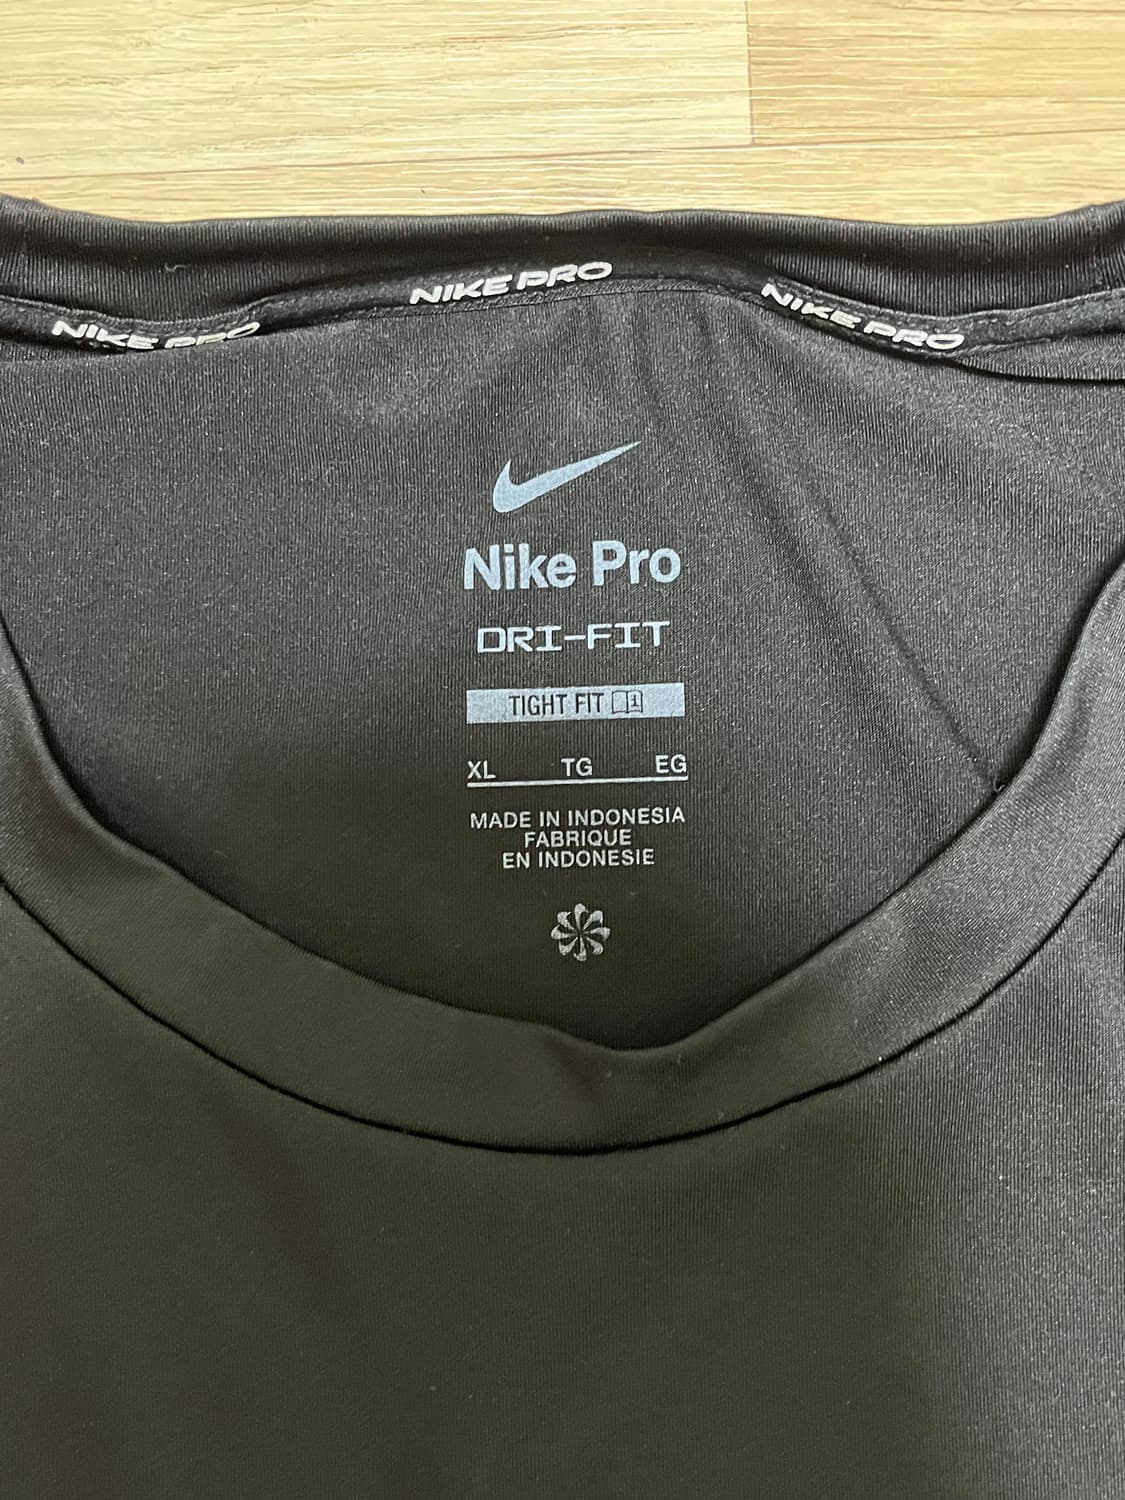 NIKE PRO
NIKE PRO
NIKE PRO
Nike Pro
DRI-FIT
TIGHT FIT 1
XL TG EG
MADE IN INDONESIA
FABRIQUE
EN INDONESIE